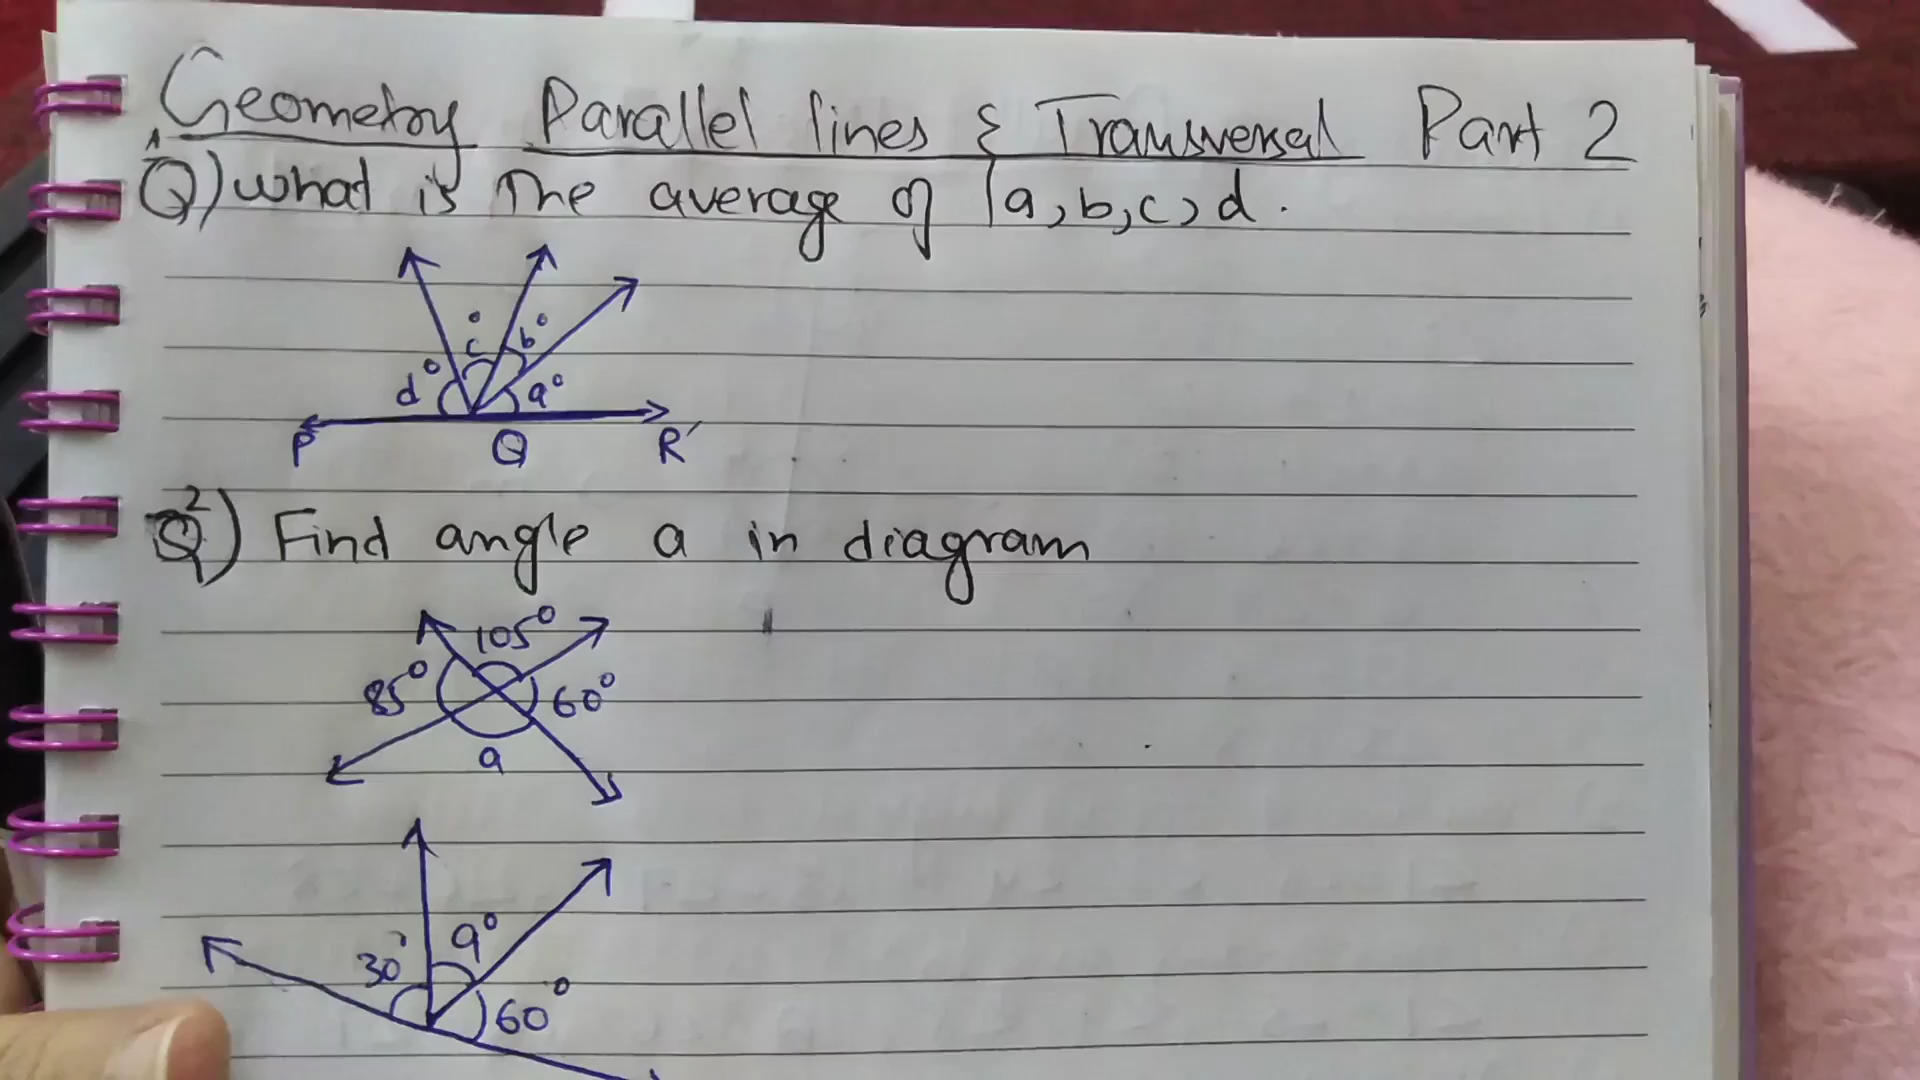 Geometry Parallel lines & Transversal Part 2
Q) what is The average of a, b, c, d.
c° b°
d° a°
P Q R
Q2) Find angle a in diagram
105°
85° 60°
a
30° a°
60°